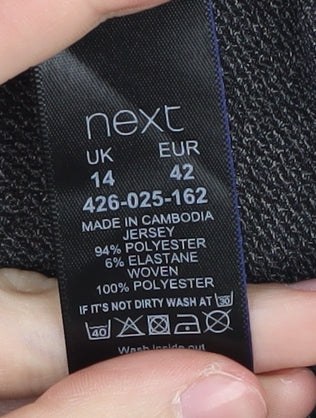 next
UK EUR
14 42
426-025-162
MADE IN CAMBODIA
JERSEY
94% POLYESTER
6% ELASTANE
WOVEN
100% POLYESTER
IF IT'S NOT DIRTY WASH AT 30
40
Wash inside out